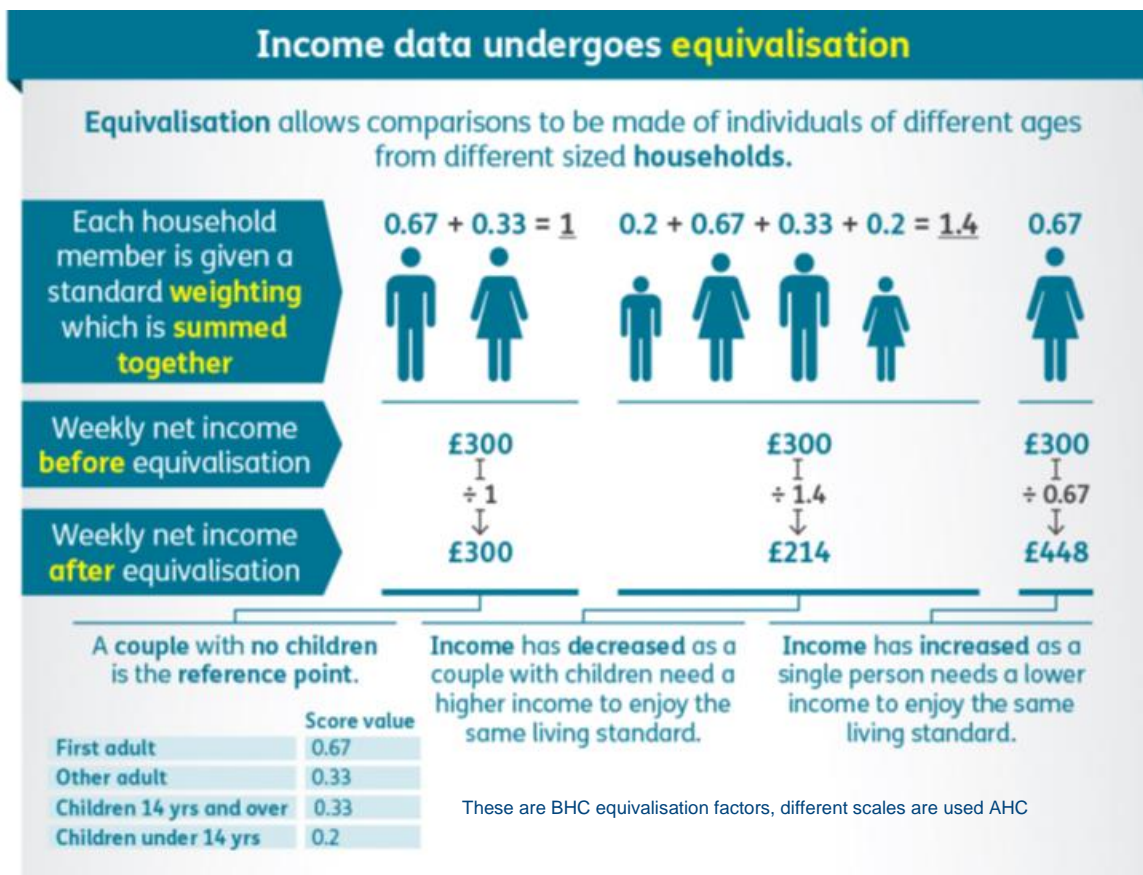 Income data undergoes equivalisation
Equivalisation allows comparisons to be made of individuals of different ages
from different sized households.
Each household
member is given a
standard weighting
which is summed
together
0.67 + 0.33 = 1
0.2 + 0.67 + 0.33 + 0.2 = 1.4
0.67
Weekly net income
before equivalisation
£300
÷ 1
£300
÷ 1.4
£300
÷ 0.67
Weekly net income
after equivalisation
£300
£214
£448
A couple with no children
is the reference point.
Income has decreased as a
couple with children need a
higher income to enjoy the
same living standard.
Income has increased as a
single person needs a lower
income to enjoy the same
living standard.
Score value
First adult 0.67
Other adult 0.33
Children 14 yrs and over 0.33
Children under 14 yrs 0.2
These are BHC equivalisation factors, different scales are used AHC